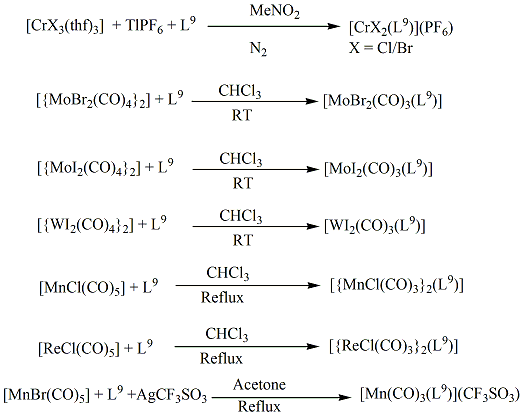 [CrX₃(thf)₃] + TlPF₆ + L⁹ MeNO₂ N₂ [CrX₂(L⁹)](PF₆)
X = Cl/Br
[{MoBr₂(CO)₄}₂] + L⁹ CHCl₃ RT [MoBr₂(CO)₃(L⁹)]
[{MoI₂(CO)₄}₂] + L⁹ CHCl₃ RT [MoI₂(CO)₃(L⁹)]
[{WI₂(CO)₄}₂] + L⁹ CHCl₃ RT [WI₂(CO)₃(L⁹)]
[MnCl(CO)₅] + L⁹ CHCl₃ Reflux [{MnCl(CO)₃}₂(L⁹)]
[ReCl(CO)₅] + L⁹ CHCl₃ Reflux [{ReCl(CO)₃}₂(L⁹)]
[MnBr(CO)₅] + L⁹ +AgCF₃SO₃ Acetone Reflux [Mn(CO)₃(L⁹)](CF₃SO₃)